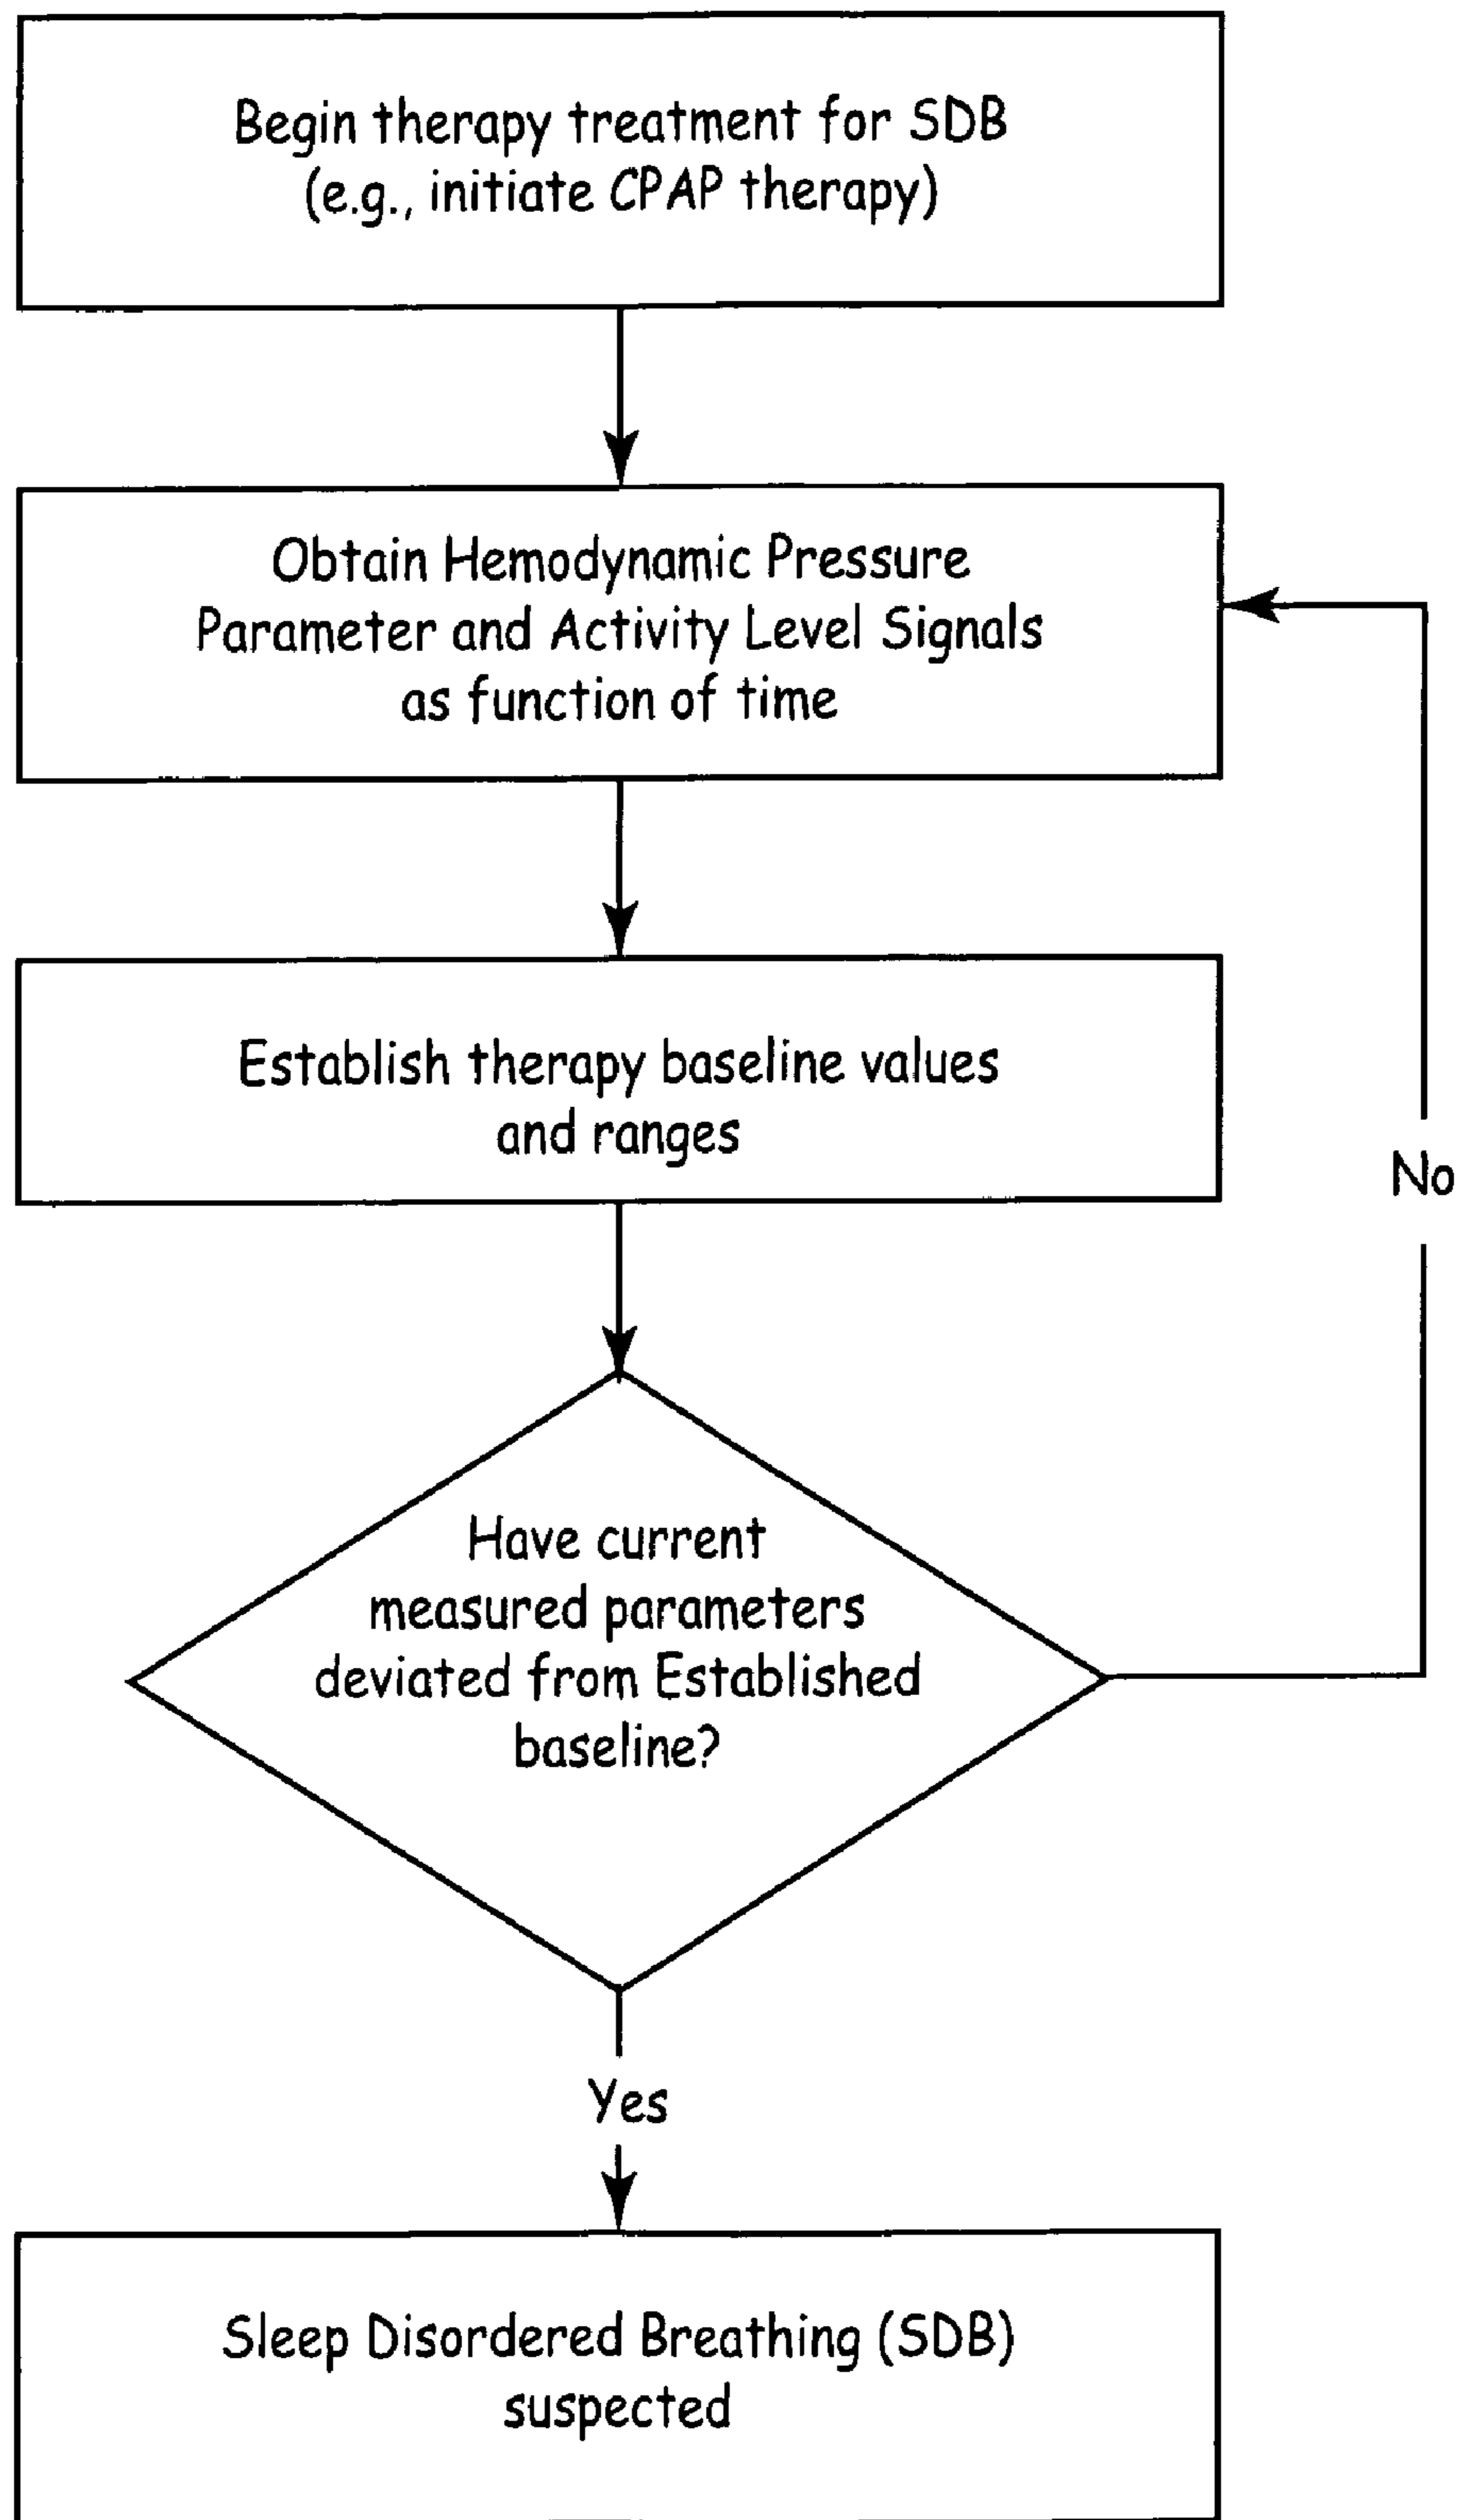 Begin therapy treatment for SDB
(e.g., initiate CPAP therapy)
Obtain Hemodynamic Pressure
Parameter and Activity Level Signals
as function of time
Establish therapy baseline values
and ranges
No
Have current
measured parameters
deviated from Established
baseline?
Yes
Sleep Disordered Breathing (SDB)
suspected